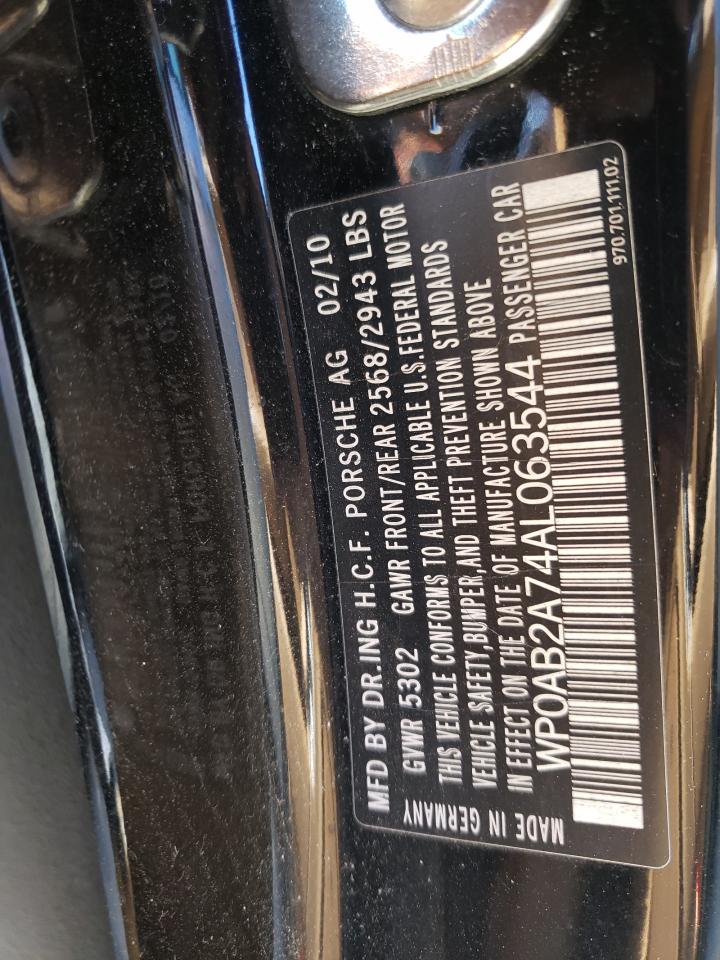 MFD BY DR.ING H.C.F. PORSCHE AG 02/10
GVWR 5302 GAWR FRONT/REAR 2568/2943 LBS
THIS VEHICLE CONFORMS TO ALL APPLICABLE U.S.FEDERAL MOTOR
VEHICLE SAFETY,BUMPER,AND THEFT PREVENTION STANDARDS
IN EFFECT ON THE DATE OF MANUFACTURE SHOWN ABOVE
WP0AB2A74AL063544 PASSENGER CAR
MADE IN GERMANY
970.701.111.02